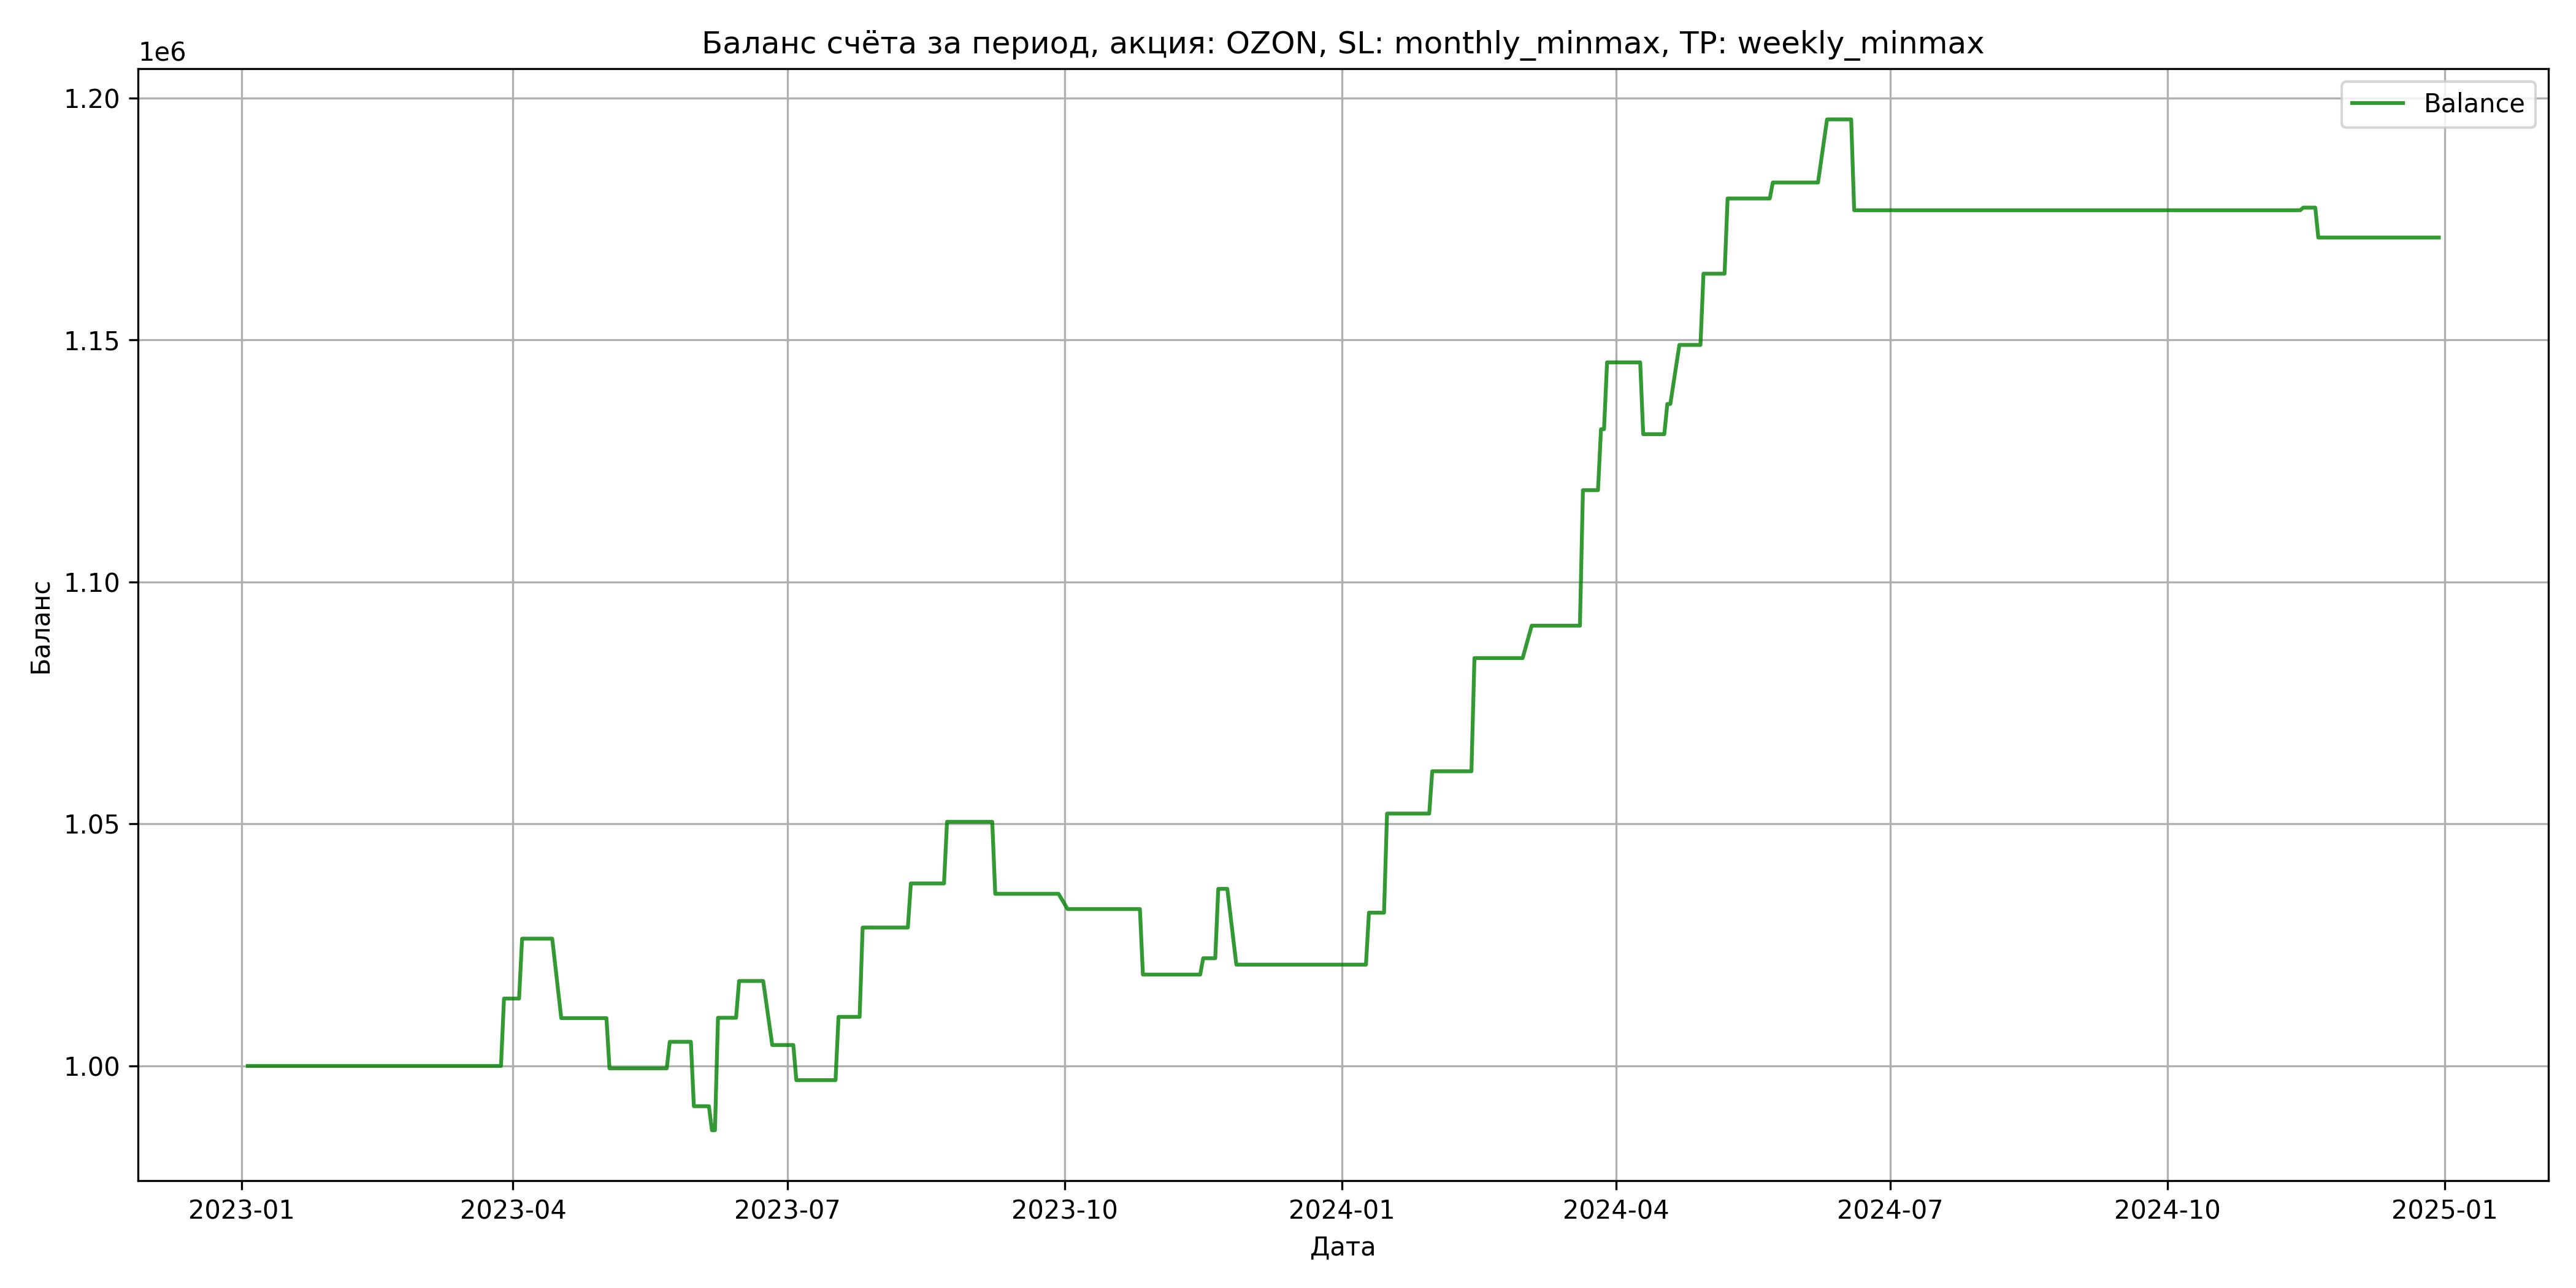 Баланс счёта за период, акция: OZON, SL: monthly_minmax, TP: weekly_minmax
1e6
1.20
1.15
1.10
1.05
1.00
Баланс
Balance
2023-01 2023-04 2023-07 2023-10 2024-01 2024-04 2024-07 2024-10 2025-01
Дата